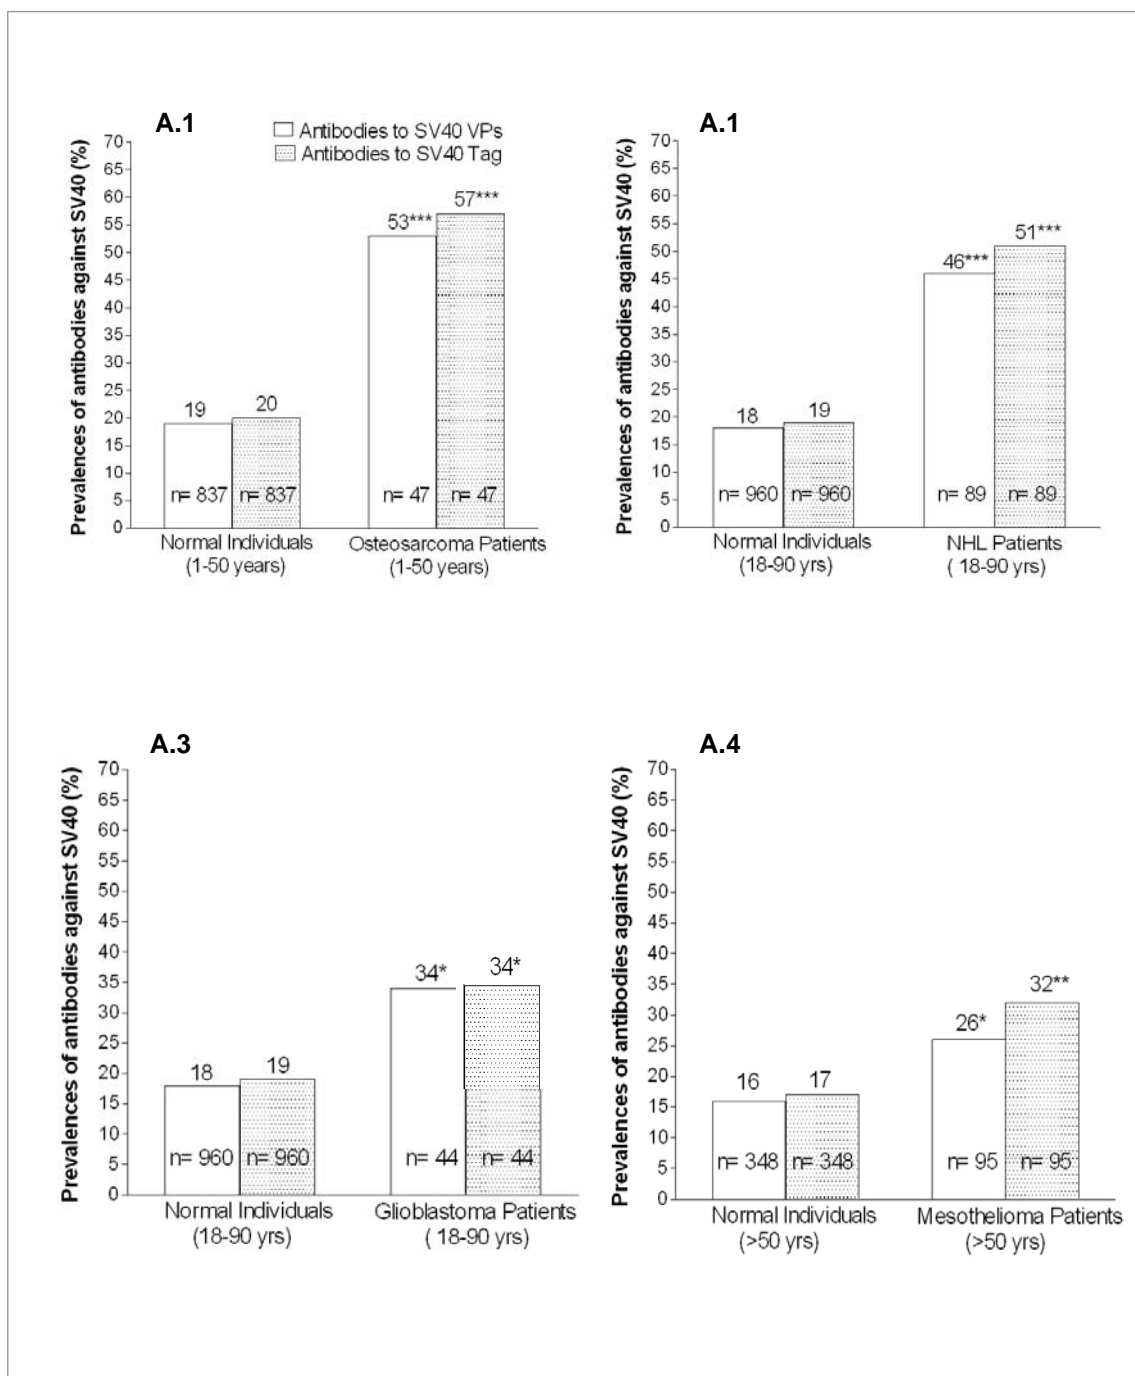 A.1
Antibodies to SV40 VPs
Antibodies to SV40 Tag
Prevalences of antibodies against SV40 (%)
70
65
60
55
50
45
40
35
30
25
20
15
10
5
0
19
20
53***
57***
n= 837
n= 837
n= 47
n= 47
Normal Individuals
(1-50 years)
Osteosarcoma Patients
(1-50 years)
A.1
Prevalences of antibodies against SV40 (%)
70
65
60
55
50
45
40
35
30
25
20
15
10
5
0
18
19
46***
51***
n= 960
n= 960
n= 89
n= 89
Normal Individuals
(18-90 yrs)
NHL Patients
( 18-90 yrs)
A.3
Prevalences of antibodies against SV40 (%)
70
65
60
55
50
45
40
35
30
25
20
15
10
5
0
18
19
34*
34*
n= 960
n= 960
n= 44
n= 44
Normal Individuals
(18-90 yrs)
Glioblastoma Patients
( 18-90 yrs)
A.4
Prevalences of antibodies against SV40 (%)
70
65
60
55
50
45
40
35
30
25
20
15
10
5
0
16
17
26*
32**
n= 348
n= 348
n= 95
n= 95
Normal Individuals
(>50 yrs)
Mesothelioma Patients
(>50 yrs)